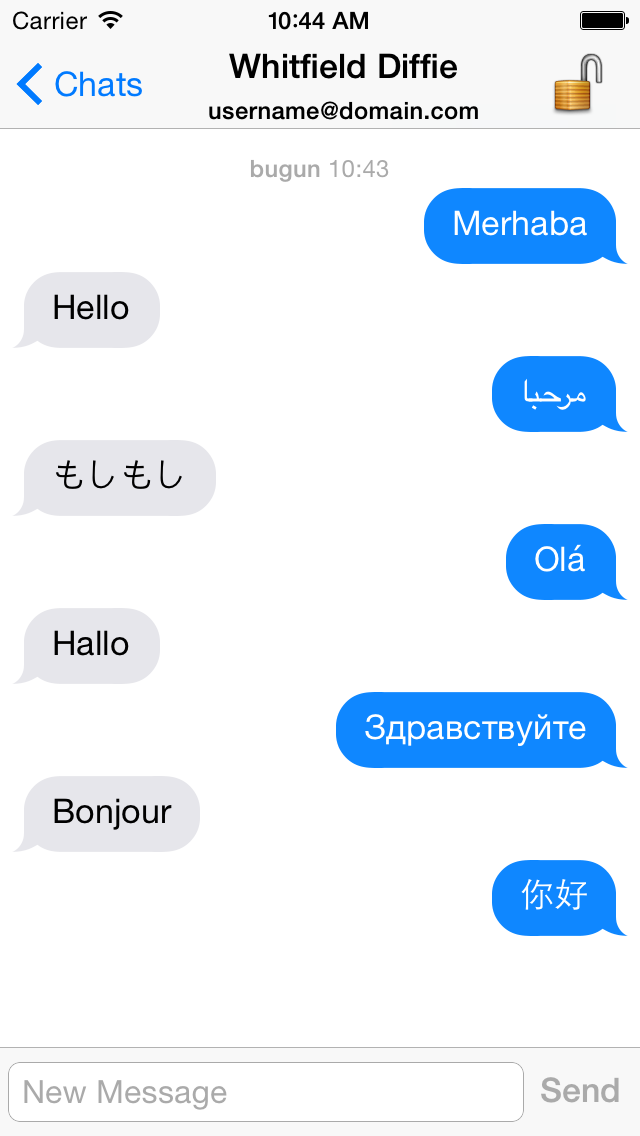 Carrier 10:44 AM
Chats
Whitfield Diffie
username@domain.com
bugun 10:43
Merhaba
Hello
مرحبا
もしもし
Olá
Hallo
Здравствуйте
Bonjour
你好
New Message Send